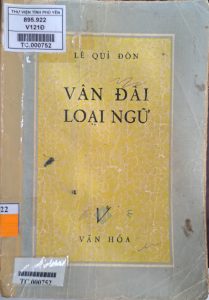 THƯ VIỆN TỈNH PHÚ YÊN
895.922
V121Đ
TC.000752
LÊ QUÍ ĐÔN
VÂN ĐÀI
LOẠI NGỮ
V
VĂN HÓA
22
TC.000752